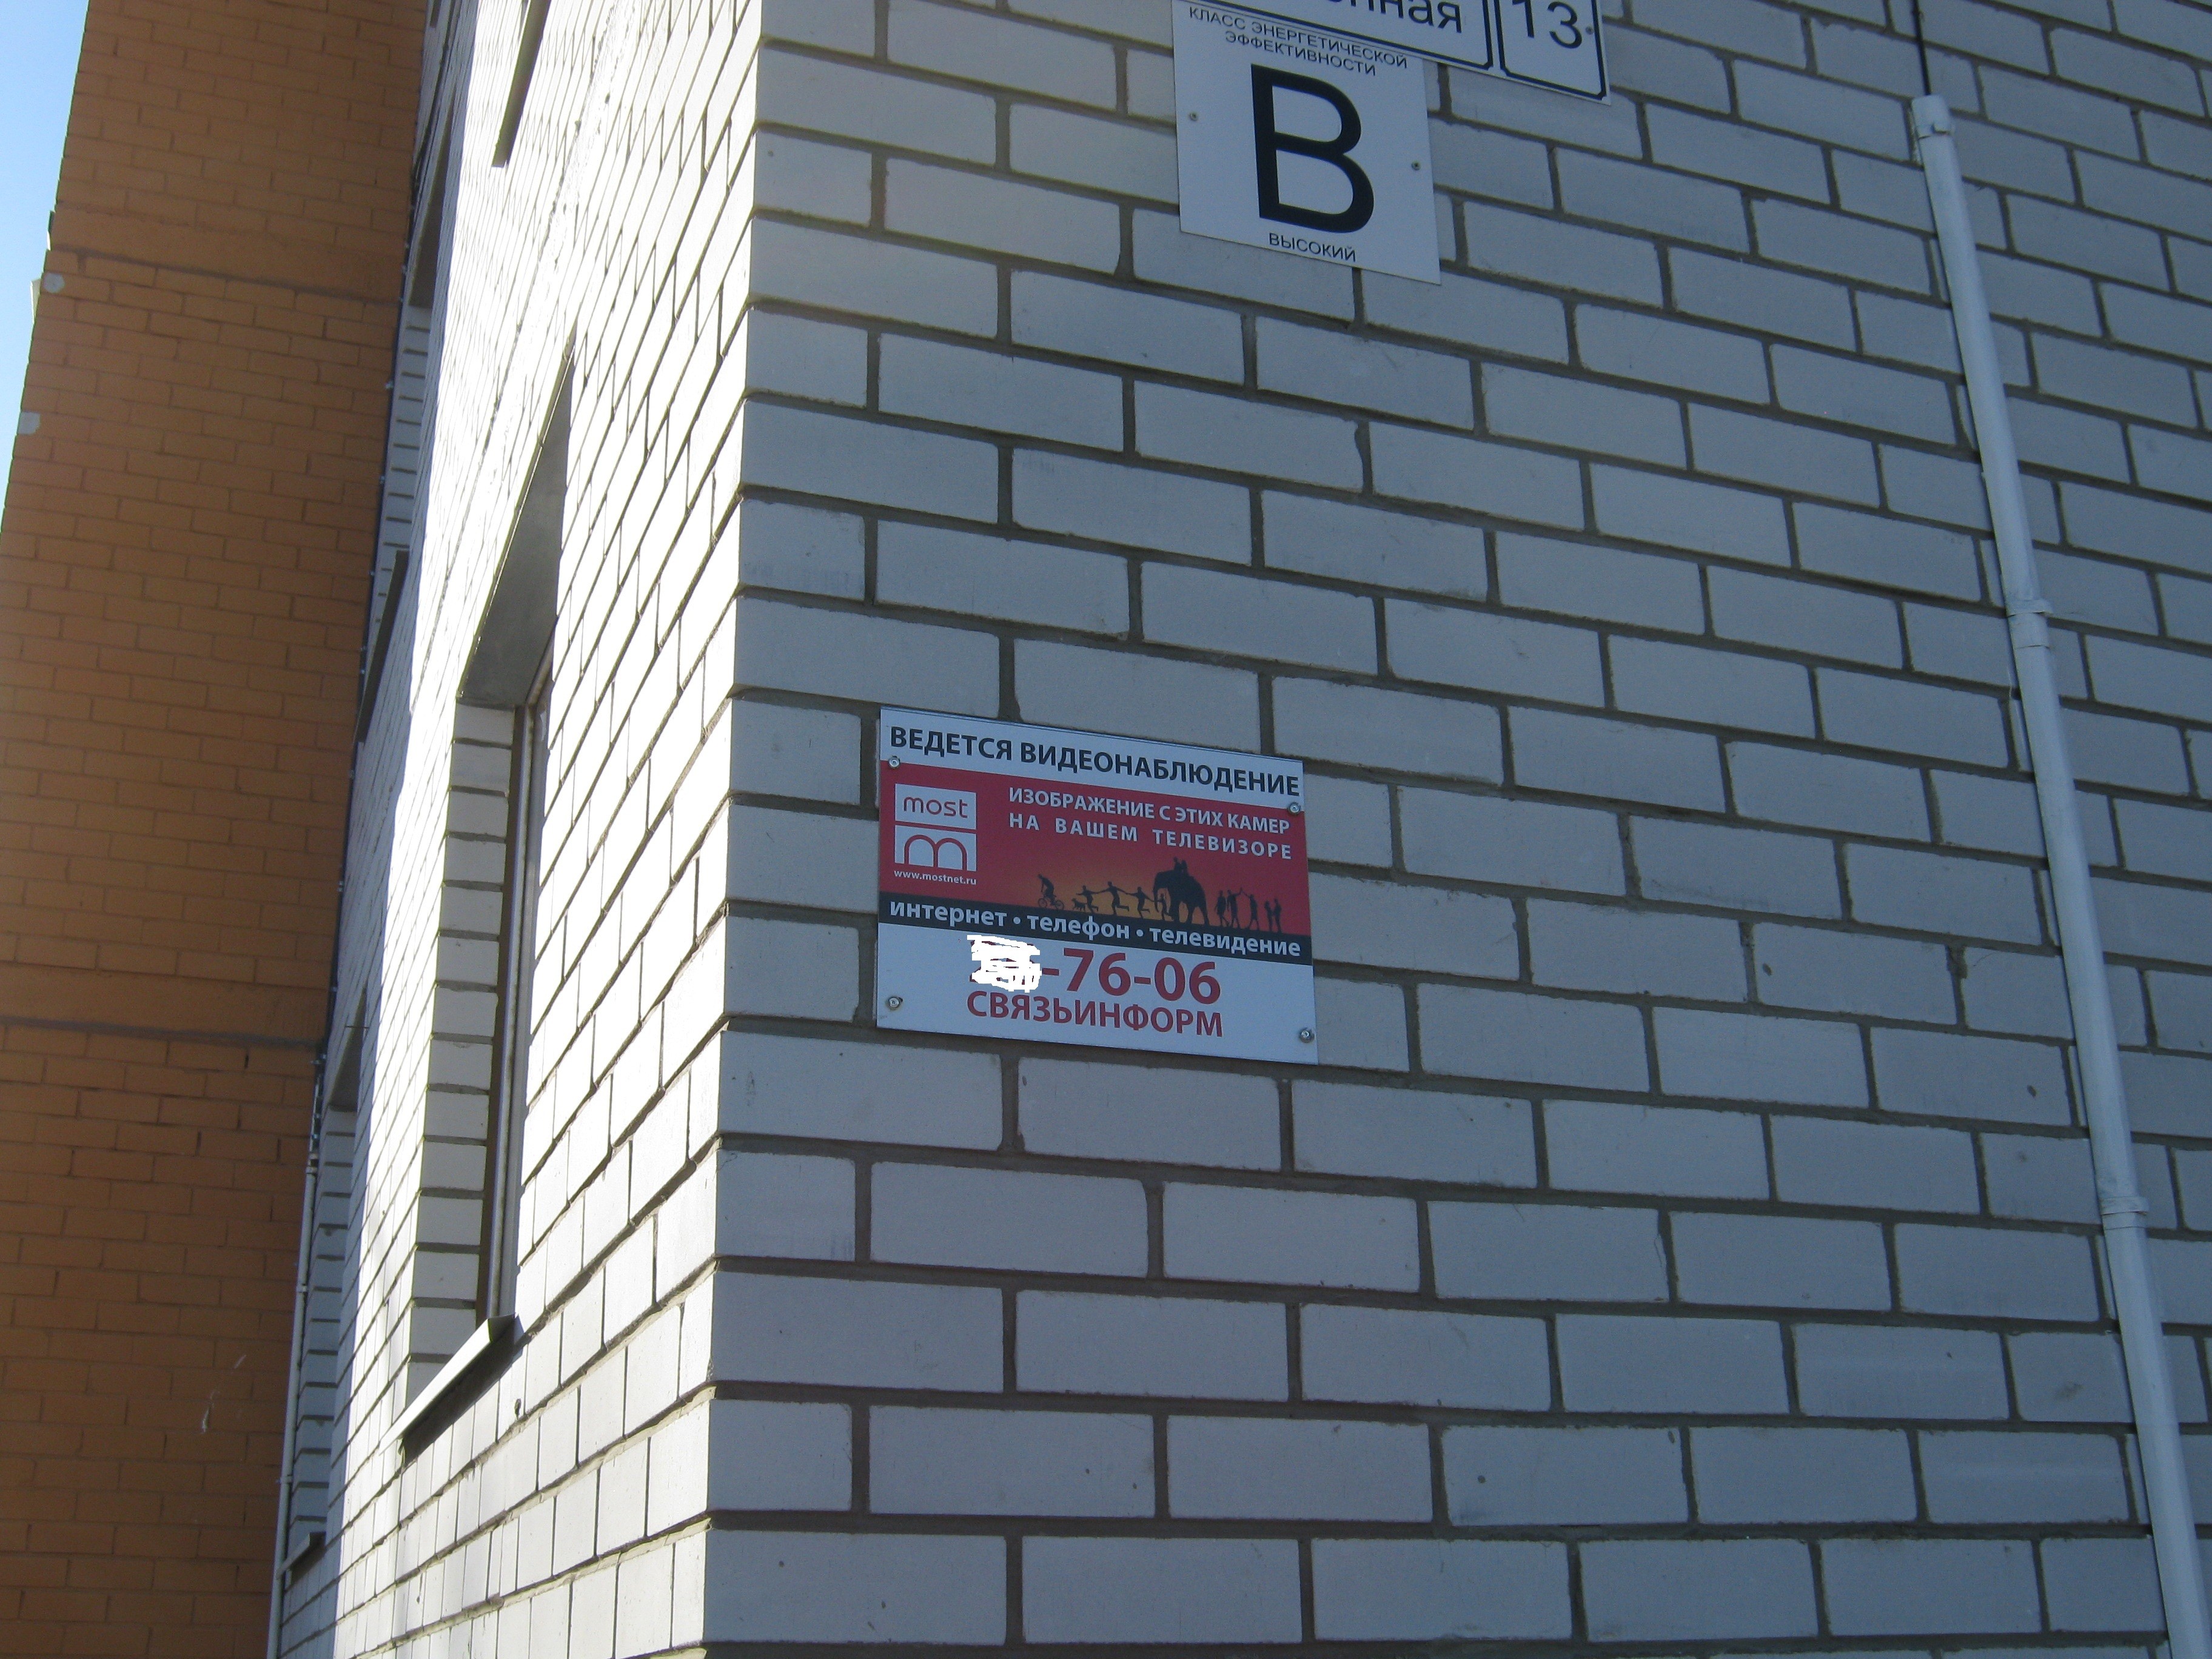 13
КЛАСС ЭНЕРГЕТИЧЕСКОЙ
ЭФФЕКТИВНОСТИ
B
ВЫСОКИЙ
ВЕДЕТСЯ ВИДЕОНАБЛЮДЕНИЕ
most
ИЗОБРАЖЕНИЕ С ЭТИХ КАМЕР
НА ВАШЕМ ТЕЛЕВИЗОРЕ
www.mostnet.ru
интернет • телефон • телевидение
-76-06
СВЯЗЬИНФОРМ